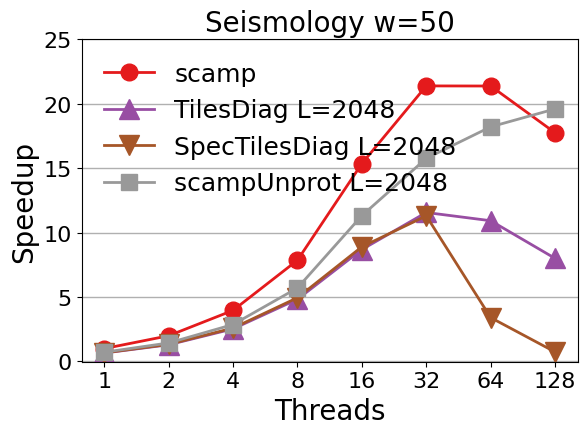 Seismology w=50
Speedup
25
20
15
10
5
0
scamp
TilesDiag L=2048
SpecTilesDiag L=2048
scampUnprot L=2048
1 2 4 8 16 32 64 128
Threads